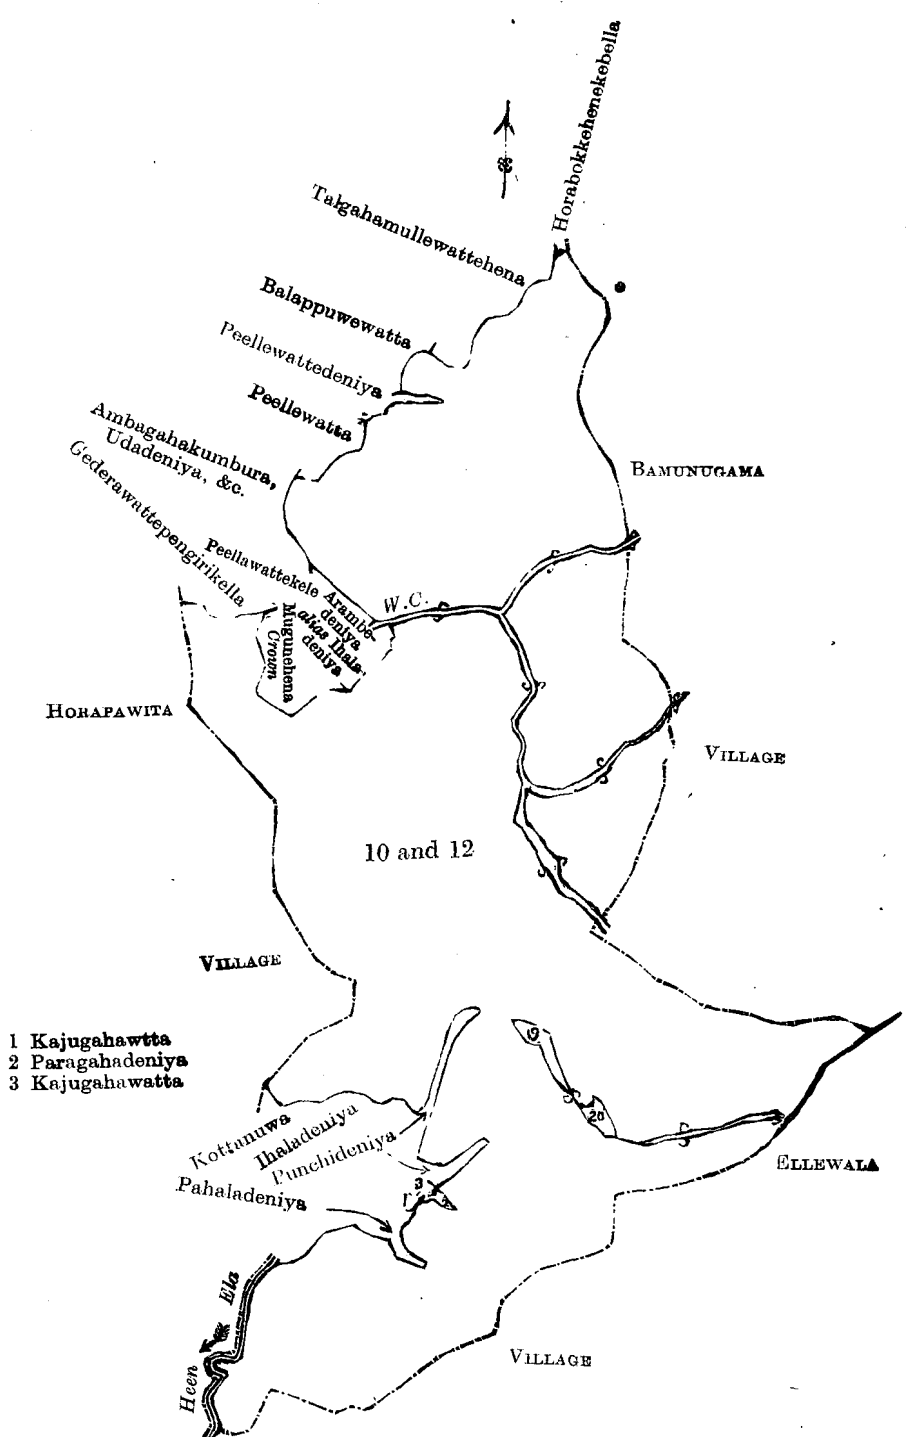 Horabokkehenekebella
Talgahamullewattehena
Balappuwewatta
Peellewattedeniya
Peellewatta
Ambagahakumbura,
Udadeniya, &c.
Gederawattepengirikella
BAMUNUGAMA
Peellawattekele
Arambe-
deniya
alias Ihala-
deniya
W.C.
Mugunehena
Crown
HORAPAWITA
VILLAGE
10 and 12
VILLAGE
19
20
1 Kajugahawtta
2 Paragahadeniya
3 Kajugahawatta
Kottanuwa
Ihaladeniya
Punchideniya
Pahaladeniya
3
ELLEWALA
Ela
Heen
VILLAGE